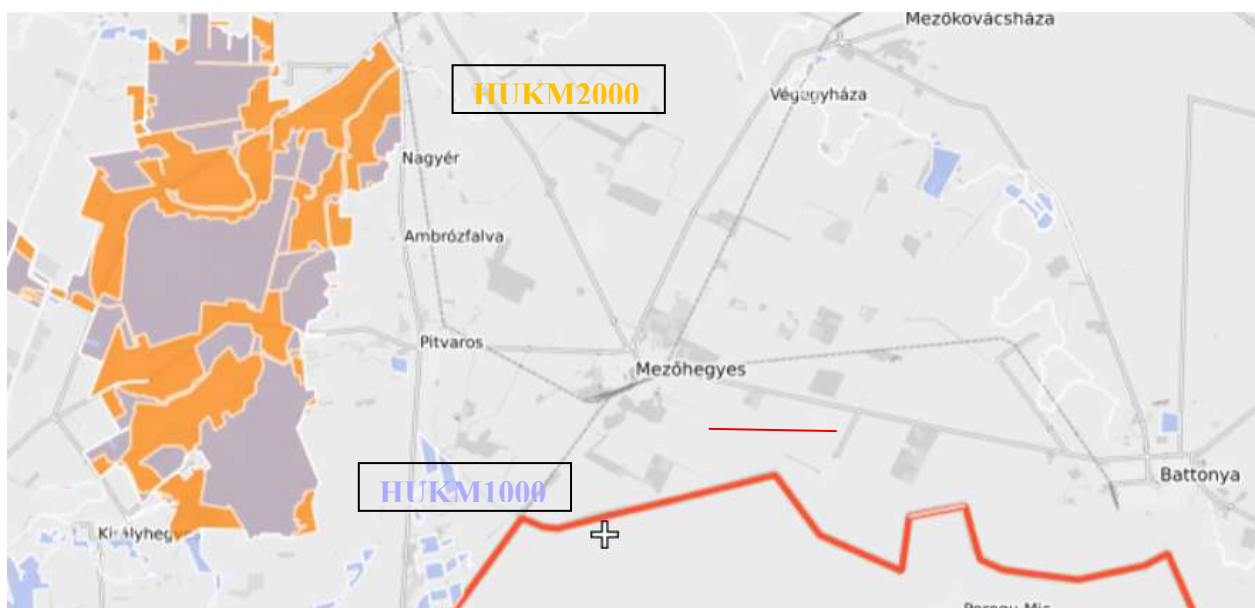 Mezőkovácsháza
HUKM2000
Végegyháza
Nagyér
Ambrózfalva
Pitvaros
Mezőhegyes
Battonya
HUKM1000
Királyhegyes